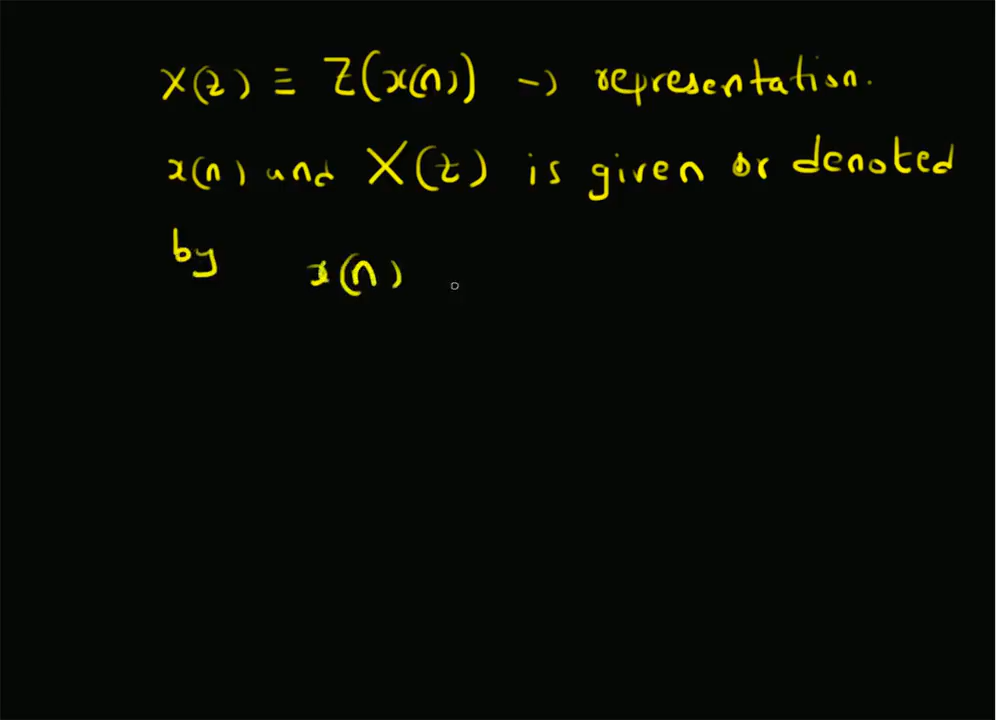 X(z) ≡ Z(x(n)) → representation.
x(n) and X(z) is given or denoted
by x(n)